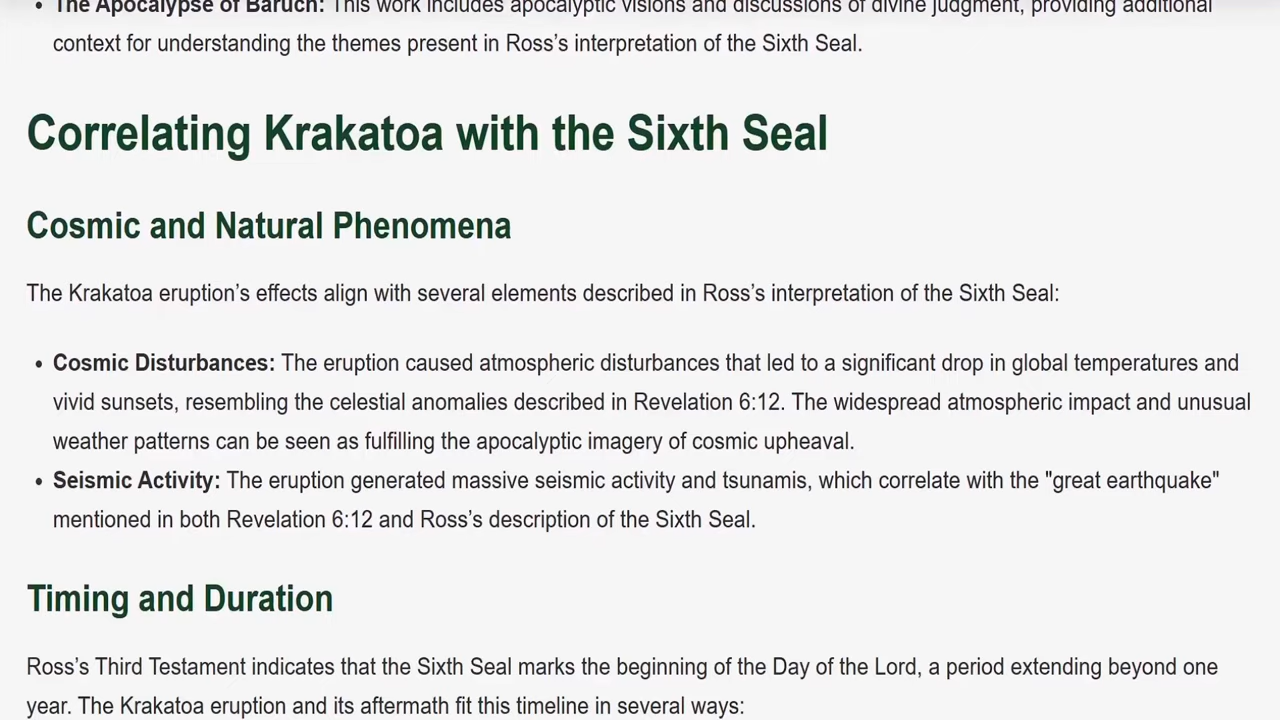 • The Apocalypse of Baruch: This work includes apocalyptic visions and discussions of divine judgment, providing additional
context for understanding the themes present in Ross’s interpretation of the Sixth Seal.
Correlating Krakatoa with the Sixth Seal
Cosmic and Natural Phenomena
The Krakatoa eruption’s effects align with several elements described in Ross’s interpretation of the Sixth Seal:
• Cosmic Disturbances: The eruption caused atmospheric disturbances that led to a significant drop in global temperatures and
vivid sunsets, resembling the celestial anomalies described in Revelation 6:12. The widespread atmospheric impact and unusual
weather patterns can be seen as fulfilling the apocalyptic imagery of cosmic upheaval.
• Seismic Activity: The eruption generated massive seismic activity and tsunamis, which correlate with the "great earthquake"
mentioned in both Revelation 6:12 and Ross’s description of the Sixth Seal.
Timing and Duration
Ross’s Third Testament indicates that the Sixth Seal marks the beginning of the Day of the Lord, a period extending beyond one
year. The Krakatoa eruption and its aftermath fit this timeline in several ways: